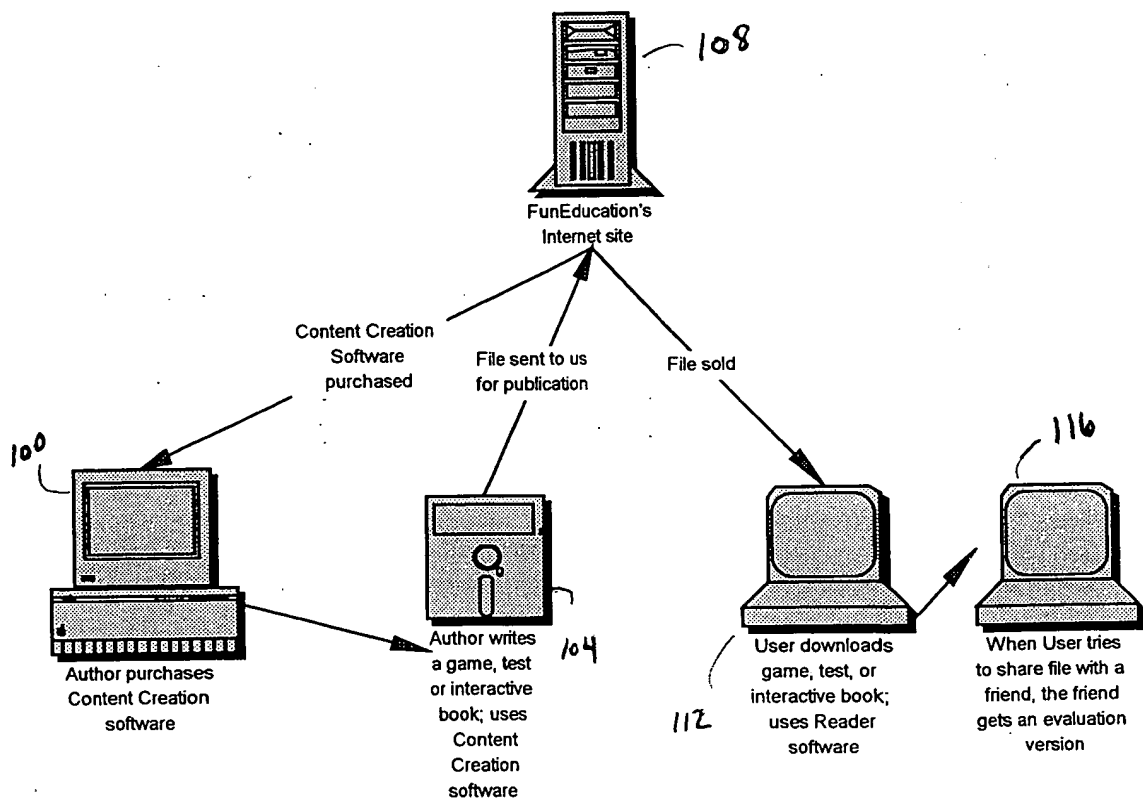 108
FunEducation's
Internet site
Content Creation
Software
purchased
File sent to us
for publication
File sold
100
116
Author purchases
Content Creation
software
Author writes
a game, test
or interactive
book; uses
Content
Creation
software
104
112
User downloads
game, test, or
interactive book;
uses Reader
software
When User tries
to share file with a
friend, the friend
gets an evaluation
version